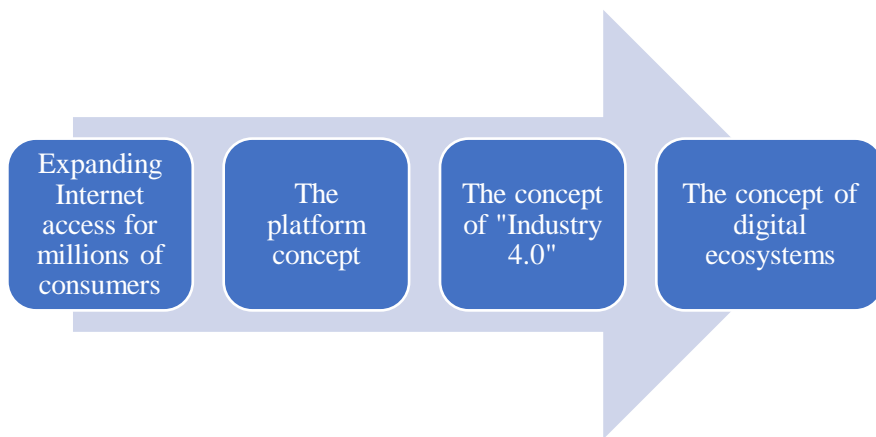 Expanding
Internet
access for
millions of
consumers
The
platform
concept
The concept
of "Industry
4.0"
The concept of
digital
ecosystems